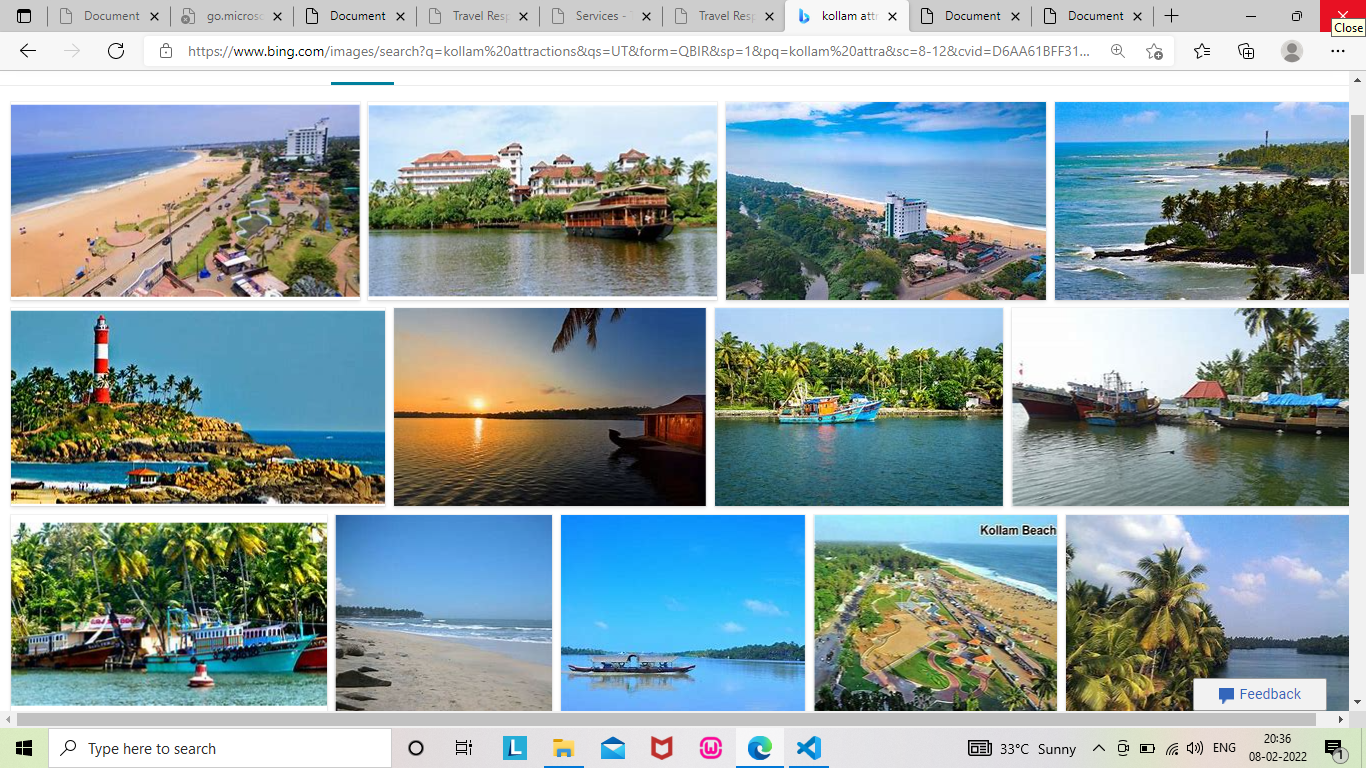 Document
go.microsc
Document
Travel Resp
Services - T
Travel Resp
kollam attr
Document
Document
Close
https://www.bing.com/images/search?q=kollam%20attractions&qs=UT&form=QBIR&sp=1&pq=kollam%20attra&sc=8-12&cvid=D6AA61BFF31...
Kollam Beach
Feedback
Type here to search
L
33°C Sunny
ENG
20:36
08-02-2022
1